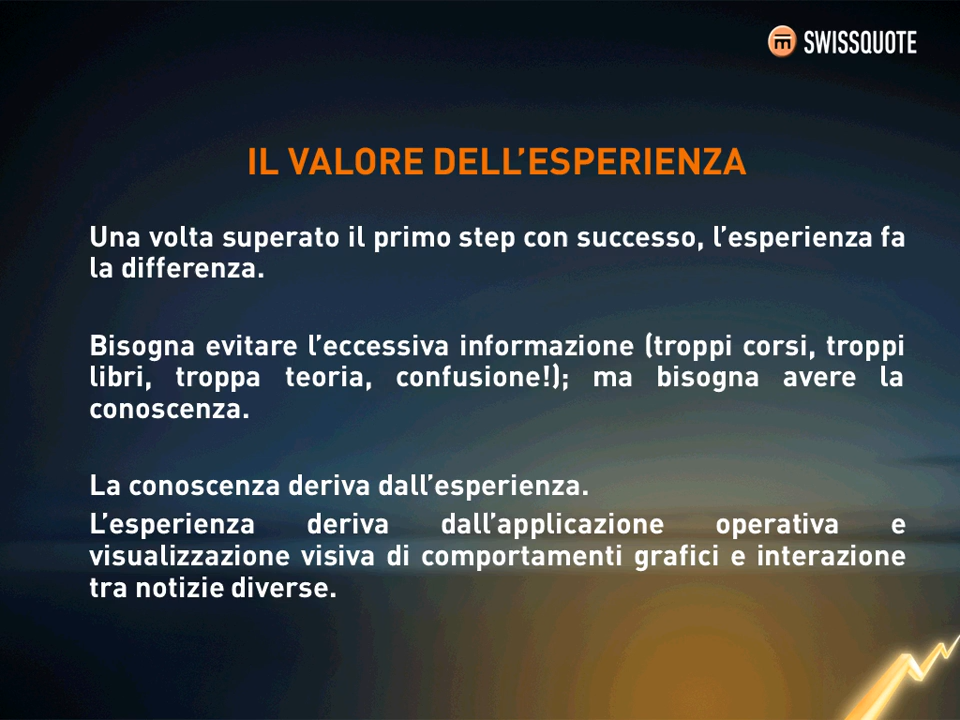 SWISSQUOTE
IL VALORE DELL’ESPERIENZA
Una volta superato il primo step con successo, l’esperienza fa
la differenza.
Bisogna evitare l’eccessiva informazione (troppi corsi, troppi
libri, troppa teoria, confusione!); ma bisogna avere la
conoscenza.
La conoscenza deriva dall’esperienza.
L’esperienza deriva dall’applicazione operativa e
visualizzazione visiva di comportamenti grafici e interazione
tra notizie diverse.